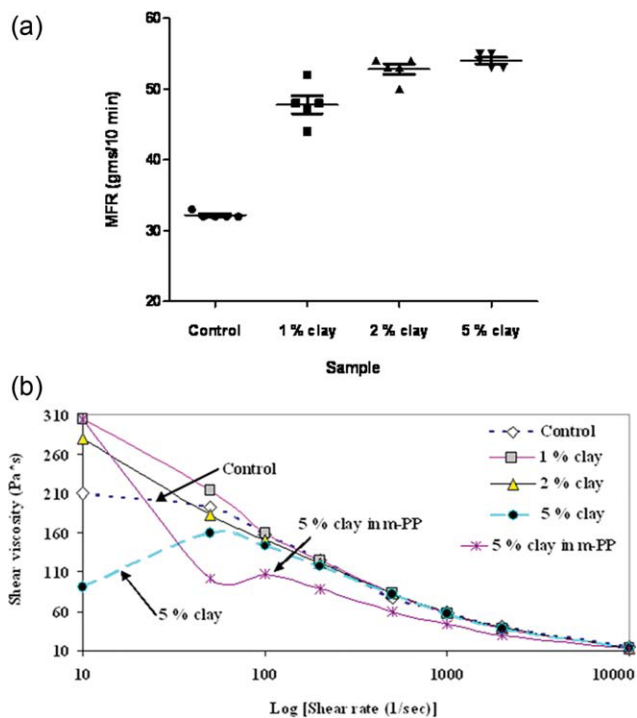 (a)
60
50
40
30
20
MFR (gms/10 min)
Control 1 % clay 2 % clay 5 % clay
Sample
(b)
310
260
210
160
110
60
10
Shear viscosity (Pa^s)
Control
5 % clay
5 % clay in m-PP
Control
1 % clay
2 % clay
5 % clay
5 % clay in m-PP
10 100 1000 10000
Log [Shear rate (1/sec)]